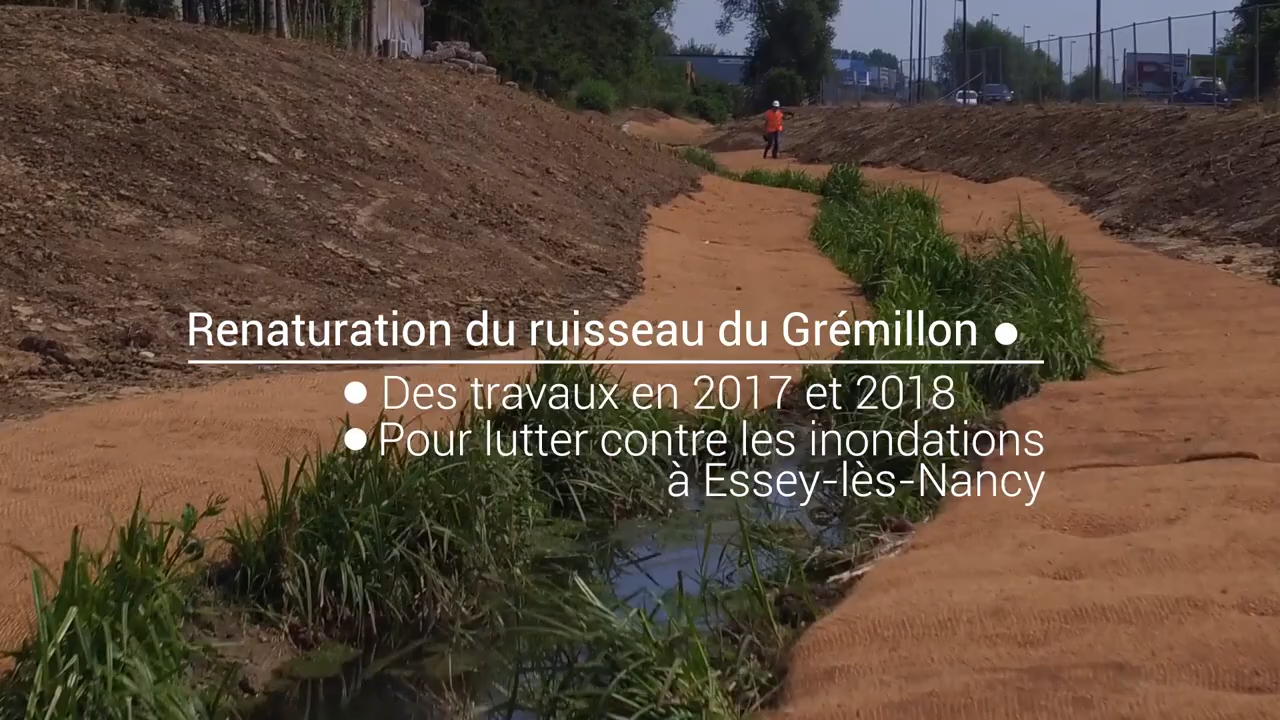 Renaturation du ruisseau du Grémillon ●
● Des travaux en 2017 et 2018
● Pour lutter contre les inondations
à Essey-lès-Nancy